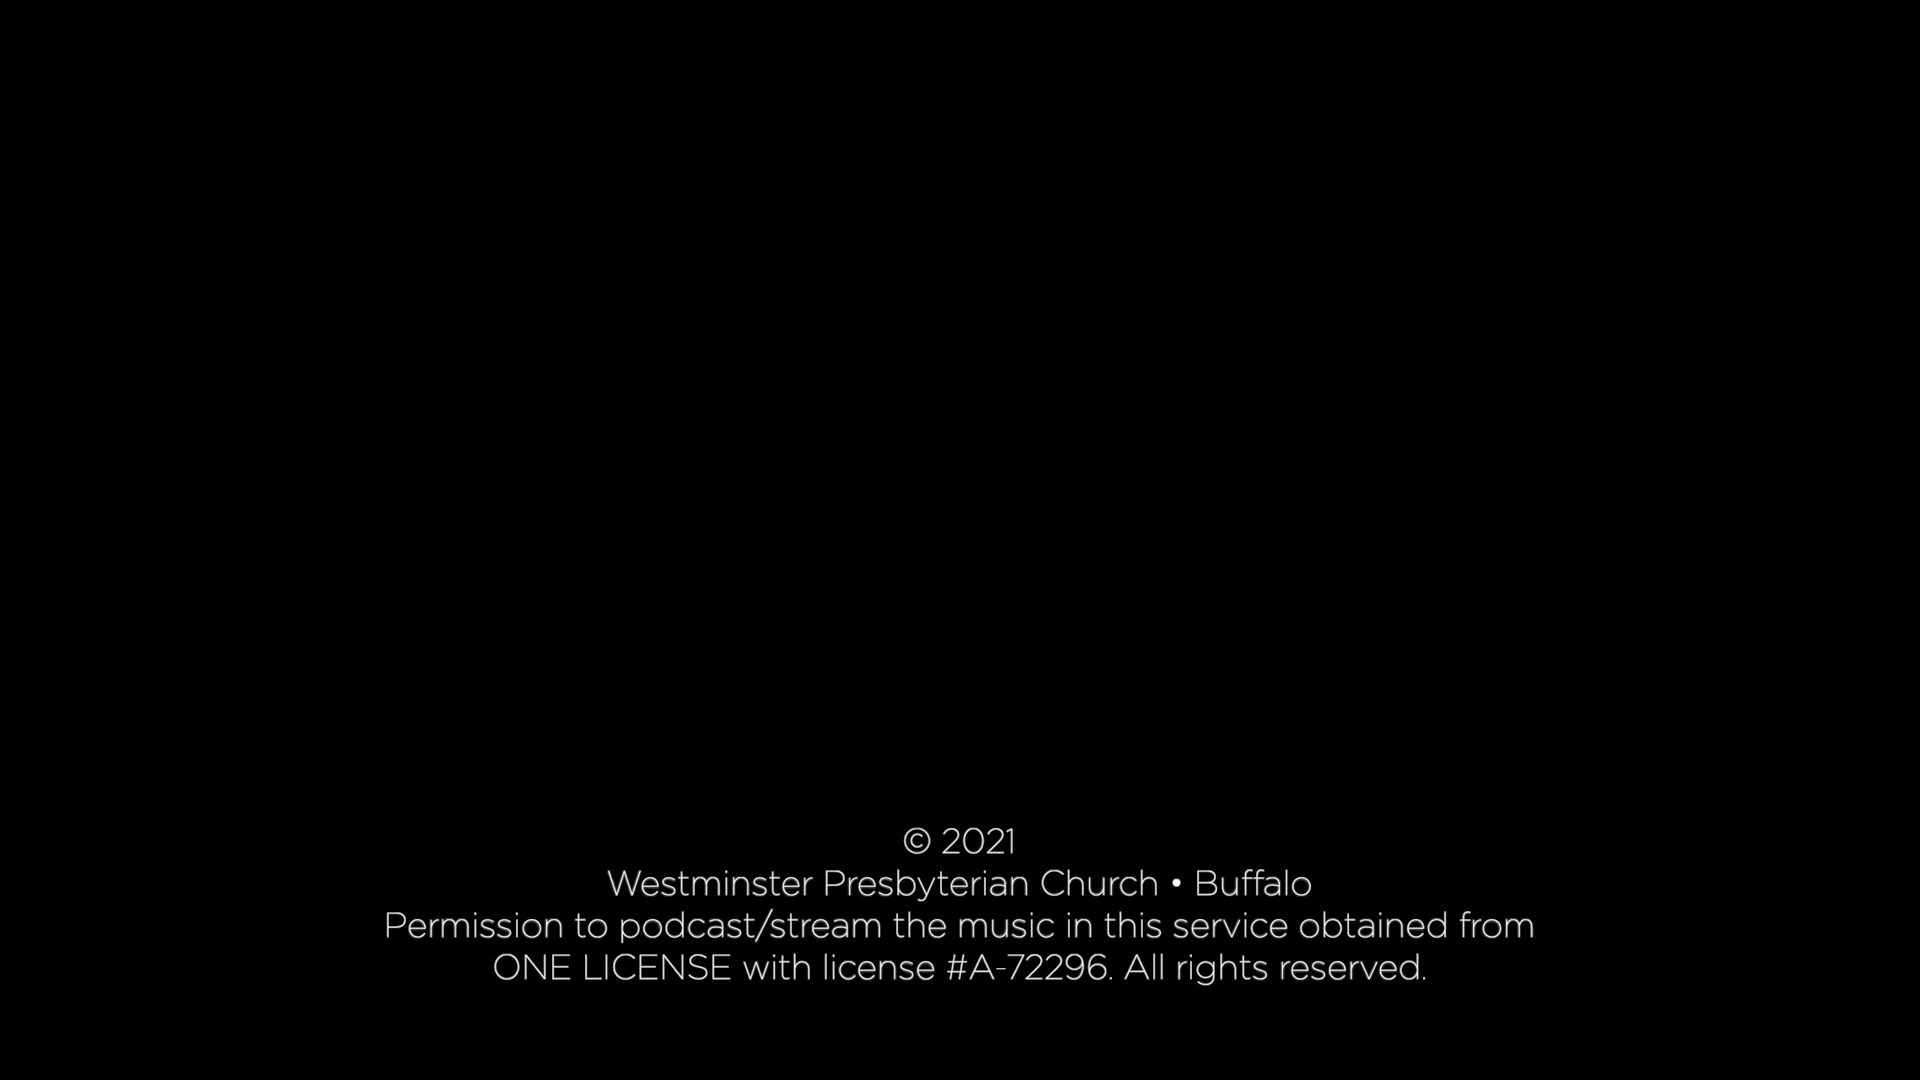 © 2021
Westminster Presbyterian Church • Buffalo
Permission to podcast/stream the music in this service obtained from
ONE LICENSE with license #A-72296. All rights reserved.